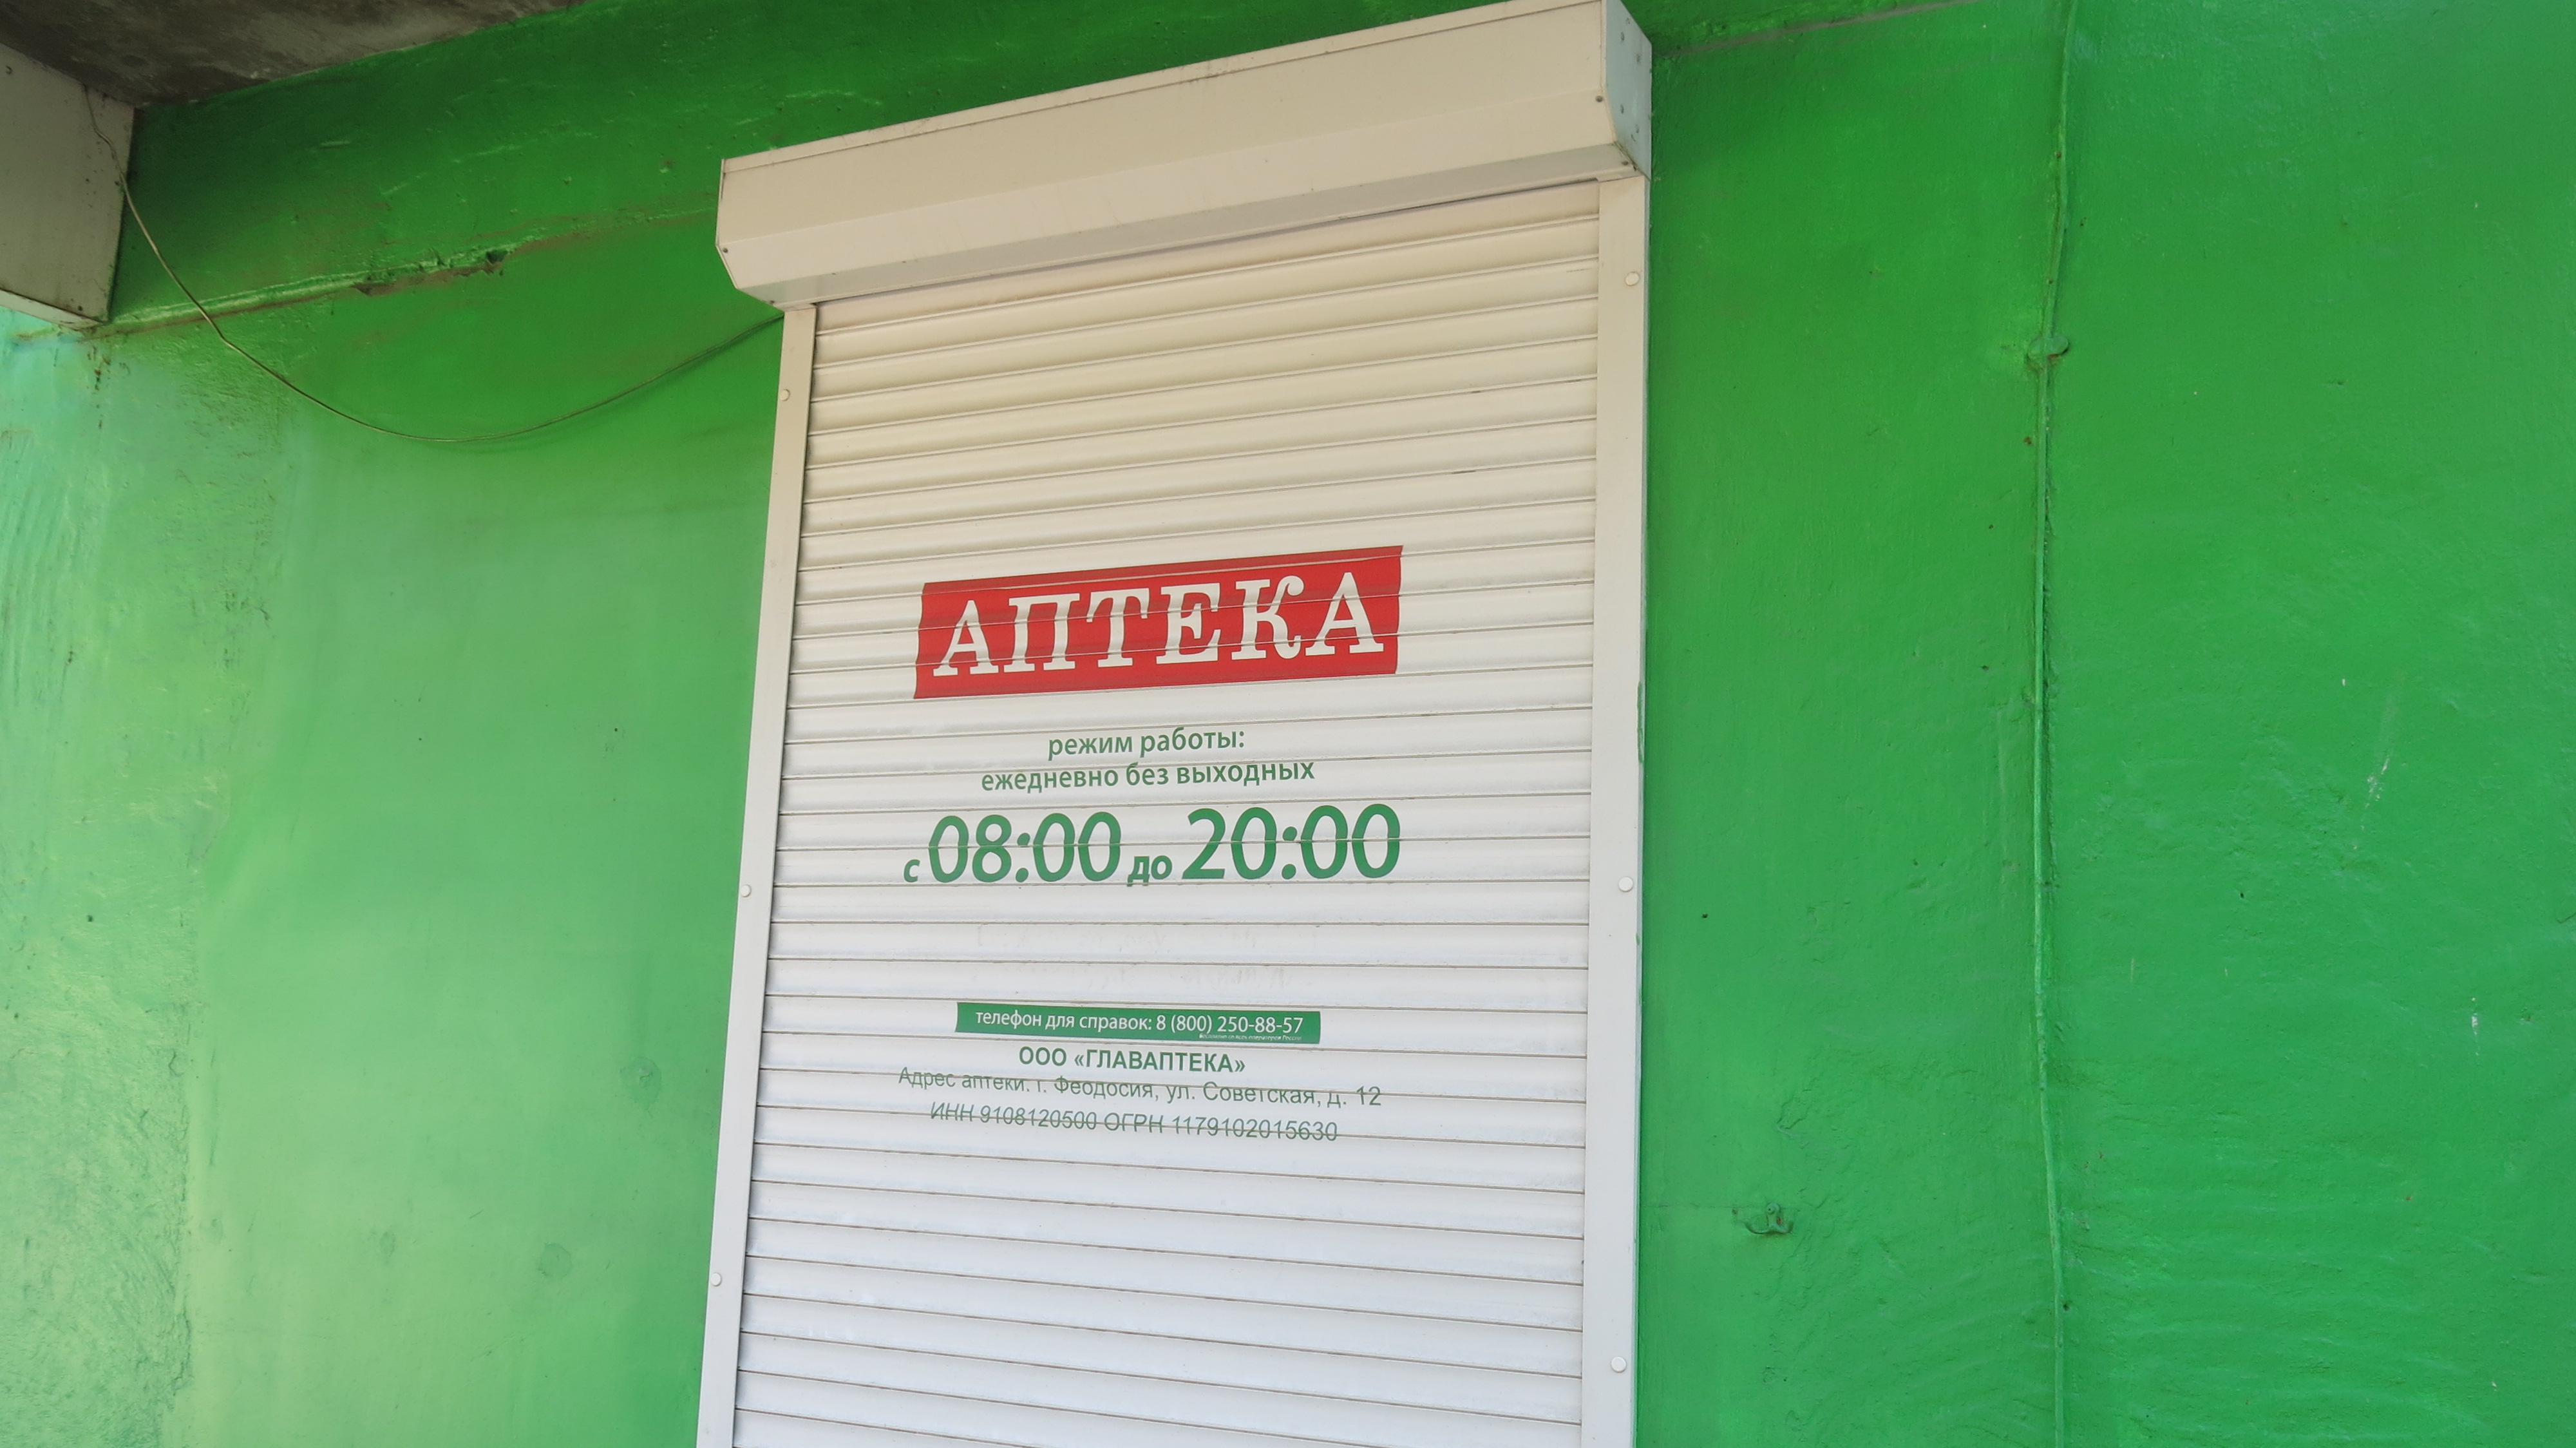 АПТЕКА
режим работы:
ежедневно без выходных
с 08:00 до 20:00
телефон для справок: 8 (800) 250-88-57
ООО «ГЛАВАПТЕКА»
Адрес аптеки. г. Феодосия, ул. Советская, д. 12
ИНН 9108120500 ОГРН 1179102015630